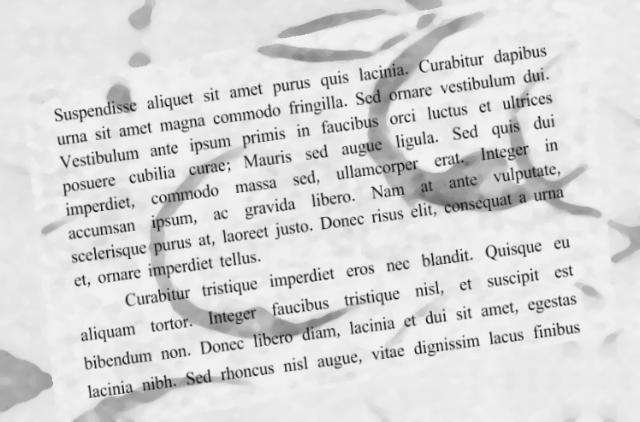 Suspendisse aliquet sit amet purus quis lacinia. Curabitur dapibus
urna sit amet magna commodo fringilla. Sed ornare vestibulum dui.
Vestibulum ante ipsum primis in faucibus orci luctus et ultrices
posuere cubilia curae; Mauris sed augue ligula. Sed quis dui
imperdiet, commodo massa sed, ullamcorper erat. Integer in
accumsan ipsum, ac gravida libero. Nam at ante vulputate,
scelerisque purus at, laoreet justo. Donec risus elit, consequat a urna
et, ornare imperdiet tellus.
Curabitur tristique imperdiet eros nec blandit. Quisque eu
aliquam tortor. Integer faucibus tristique nisl, et suscipit est
bibendum non. Donec libero diam, lacinia et dui sit amet, egestas
lacinia nibh. Sed rhoncus nisl augue, vitae dignissim lacus finibus